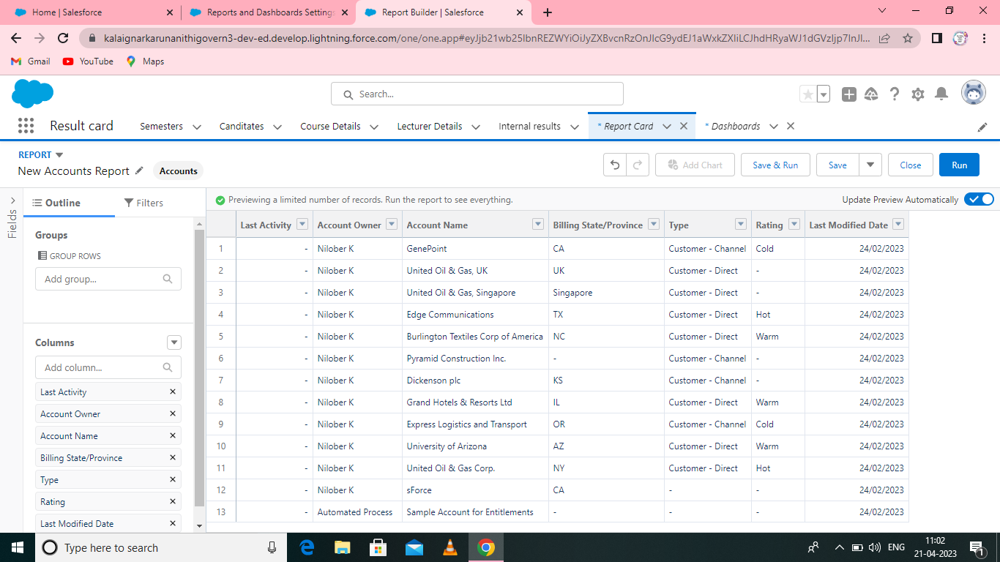 Home | Salesforce
Reports and Dashboards Settings
Report Builder | Salesforce
Gmail
YouTube
Maps
Search...
Result card
Semesters
Canditates
Course Details
Lecturer Details
Internal results
* Report Card
* Dashboards
REPORT
New Accounts Report
Accounts
Add Chart
Save & Run
Save
Close
Run
Fields
Outline
Filters
Previewing a limited number of records. Run the report to see everything.
Update Preview Automatically
Groups
GROUP ROWS
Add group...
Columns
Add column...
Last Activity
Account Owner
Account Name
Billing State/Province
Type
Rating
Last Modified Date
Last Activity Account Owner Account Name Billing State/Province Type Rating Last Modified Date
1 - Nilober K GenePoint CA Customer - Channel Cold 24/02/2023
2 - Nilober K United Oil & Gas, UK UK Customer - Direct - 24/02/2023
3 - Nilober K United Oil & Gas, Singapore Singapore Customer - Direct - 24/02/2023
4 - Nilober K Edge Communications TX Customer - Direct Hot 24/02/2023
5 - Nilober K Burlington Textiles Corp of America NC Customer - Direct Warm 24/02/2023
6 - Nilober K Pyramid Construction Inc. - Customer - Channel - 24/02/2023
7 - Nilober K Dickenson plc KS Customer - Channel - 24/02/2023
8 - Nilober K Grand Hotels & Resorts Ltd IL Customer - Direct Warm 24/02/2023
9 - Nilober K Express Logistics and Transport OR Customer - Channel Cold 24/02/2023
10 - Nilober K University of Arizona AZ Customer - Direct Warm 24/02/2023
11 - Nilober K United Oil & Gas Corp. NY Customer - Direct Hot 24/02/2023
12 - Nilober K sForce CA - - 24/02/2023
13 - Automated Process Sample Account for Entitlements - - - 24/02/2023
Type here to search
ENG
11:02
21-04-2023
1